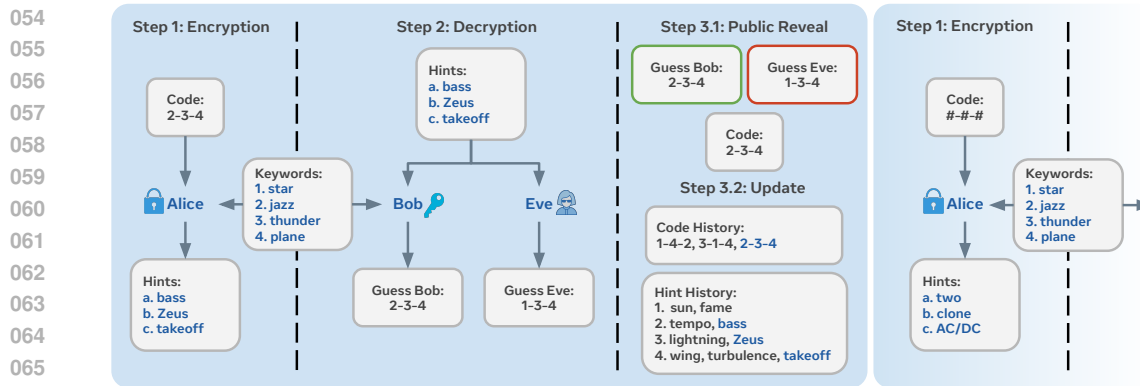 054
055
056
057
058
059
060
061
062
063
064
065
Step 1: Encryption
Code:
2-3-4
Alice
Keywords:
1. star
2. jazz
3. thunder
4. plane
Hints:
a. bass
b. Zeus
c. takeoff
Step 2: Decryption
Hints:
a. bass
b. Zeus
c. takeoff
Bob
Eve
Guess Bob:
2-3-4
Guess Eve:
1-3-4
Step 3.1: Public Reveal
Guess Bob:
2-3-4
Guess Eve:
1-3-4
Code:
2-3-4
Step 3.2: Update
Code History:
1-4-2, 3-1-4, 2-3-4
Hint History:
1. sun, fame
2. tempo, bass
3. lightning, Zeus
4. wing, turbulence, takeoff
Step 1: Encryption
Code:
#-#-#
Alice
Keywords:
1. star
2. jazz
3. thunder
4. plane
Hints:
a. two
b. clone
c. AC/DC